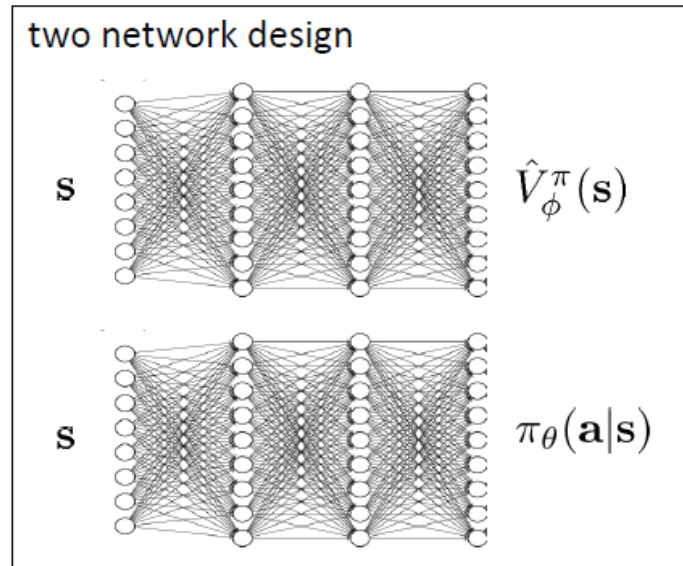 two network design
s
V̂^π_ϕ(s)
s
π_θ(a|s)